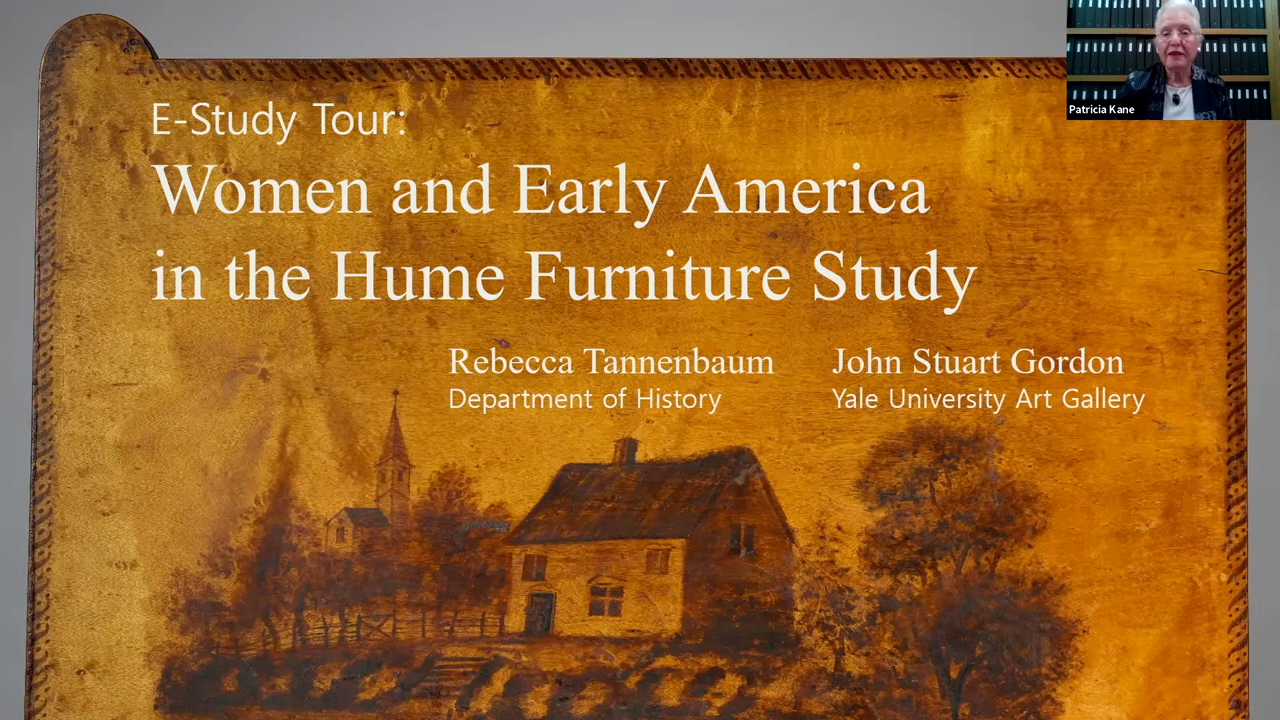 E-Study Tour:
Women and Early America
in the Hume Furniture Study
Rebecca Tannenbaum
Department of History
John Stuart Gordon
Yale University Art Gallery
Patricia Kane